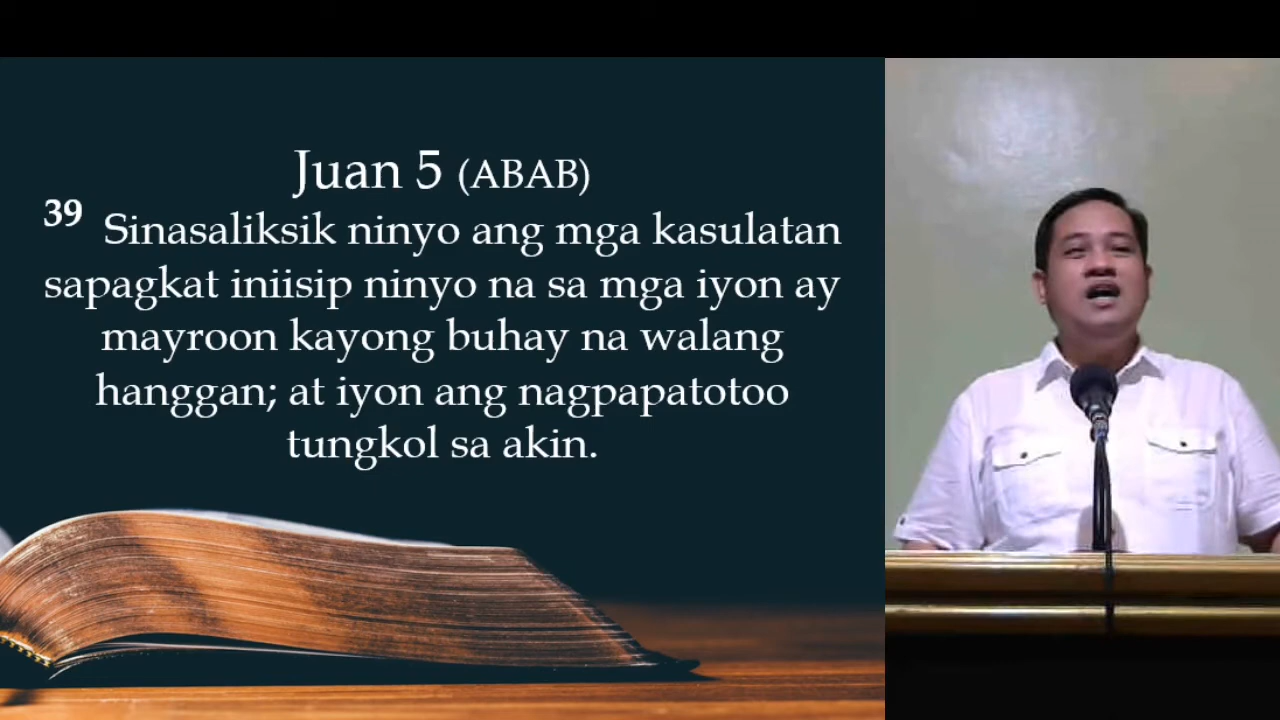 Juan 5 (ABAB)
39 Sinasaliksik ninyo ang mga kasulatan
sapagkat iniisip ninyo na sa mga iyon ay
mayroon kayong buhay na walang
hanggan; at iyon ang nagpapatotoo
tungkol sa akin.